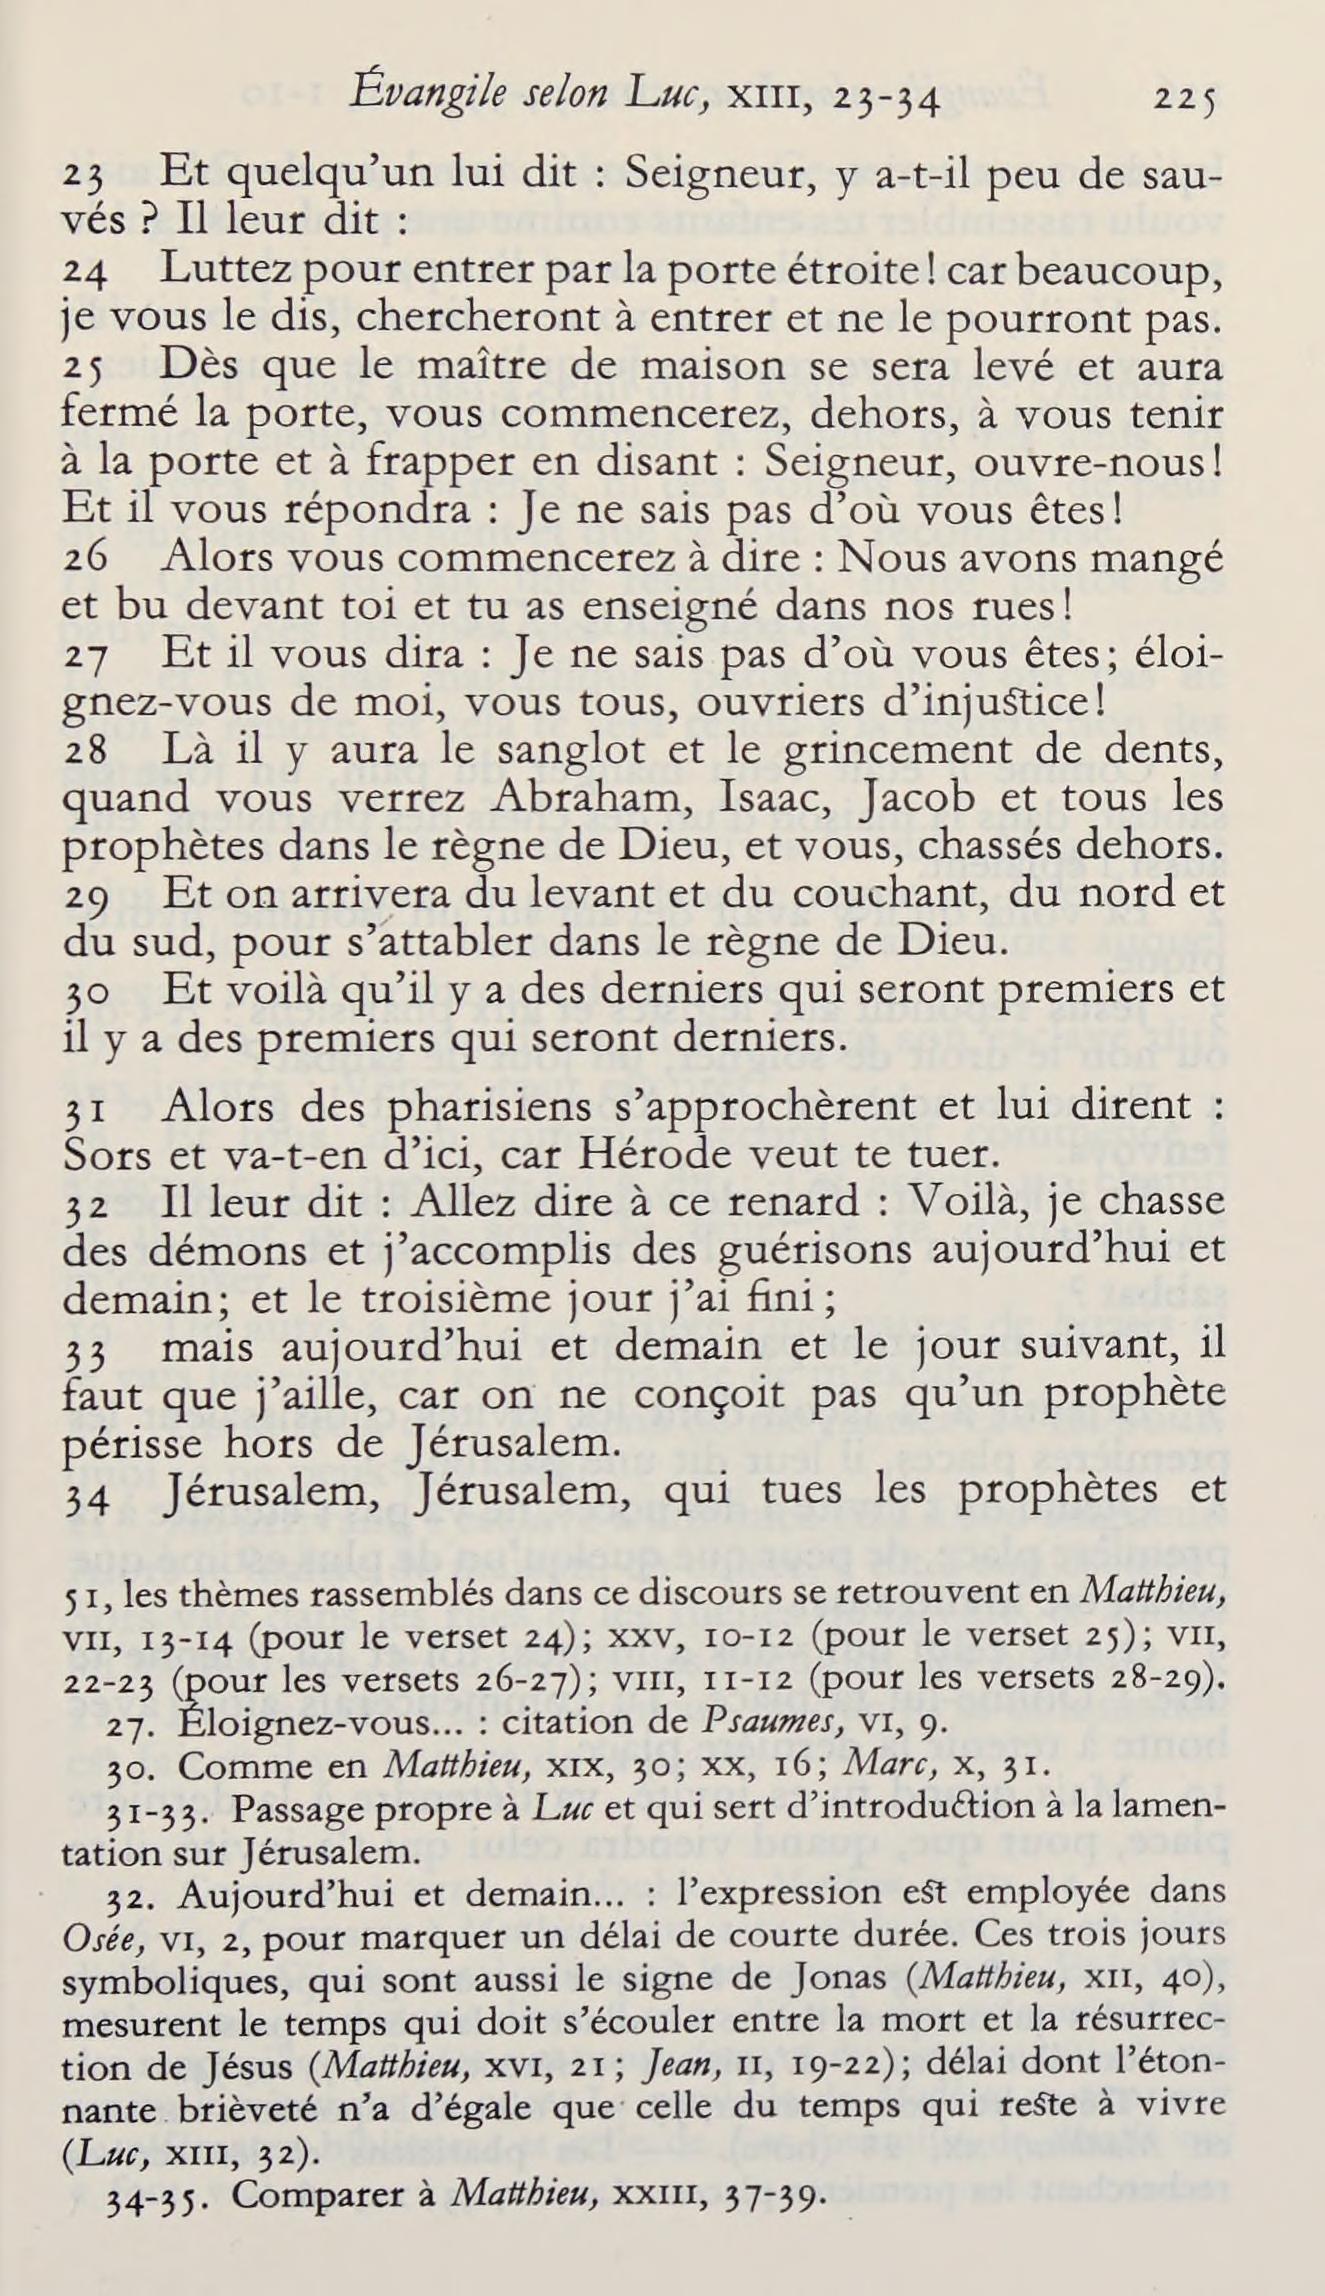 Évangile selon Luc, XIII, 23-34 225
23 Et quelqu’un lui dit : Seigneur, y a-t-il peu de sau-
vés ? Il leur dit :
24 Luttez pour entrer par la porte étroite! car beaucoup,
je vous le dis, chercheront à entrer et ne le pourront pas.
25 Dès que le maître de maison se sera levé et aura
fermé la porte, vous commencerez, dehors, à vous tenir
à la porte et à frapper en disant : Seigneur, ouvre-nous!
Et il vous répondra : Je ne sais pas d’où vous êtes!
26 Alors vous commencerez à dire : Nous avons mangé
et bu devant toi et tu as enseigné dans nos rues!
27 Et il vous dira : Je ne sais pas d’où vous êtes; éloi-
gnez-vous de moi, vous tous, ouvriers d’injustice!
28 Là il y aura le sanglot et le grincement de dents,
quand vous verrez Abraham, Isaac, Jacob et tous les
prophètes dans le règne de Dieu, et vous, chassés dehors.
29 Et on arrivera du levant et du couchant, du nord et
du sud, pour s’attabler dans le règne de Dieu.
30 Et voilà qu’il y a des derniers qui seront premiers et
il y a des premiers qui seront derniers.
31 Alors des pharisiens s’approchèrent et lui dirent :
Sors et va-t-en d’ici, car Hérode veut te tuer.
32 Il leur dit : Allez dire à ce renard : Voilà, je chasse
des démons et j’accomplis des guérisons aujourd’hui et
demain; et le troisième jour j’ai fini ;
33 mais aujourd’hui et demain et le jour suivant, il
faut que j’aille, car on ne conçoit pas qu’un prophète
périsse hors de Jérusalem.
34 Jérusalem, Jérusalem, qui tues les prophètes et
51, les thèmes rassemblés dans ce discours se retrouvent en Matthieu,
VII, 13-14 (pour le verset 24); XXV, 10-12 (pour le verset 25); VII,
22-23 (pour les versets 26-27); VIII, 11-12 (pour les versets 28-29).
27. Éloignez-vous... : citation de Psaumes, VI, 9.
30. Comme en Matthieu, XIX, 30; XX, 16; Marc, X, 31.
31-33. Passage propre à Luc et qui sert d’introduction à la lamen-
tation sur Jérusalem.
32. Aujourd’hui et demain... : l’expression est employée dans
Osée, VI, 2, pour marquer un délai de courte durée. Ces trois jours
symboliques, qui sont aussi le signe de Jonas (Matthieu, XII, 40),
mesurent le temps qui doit s’écouler entre la mort et la résurrec-
tion de Jésus (Matthieu, XVI, 21 ; Jean, II, 19-22); délai dont l’éton-
nante brièveté n’a d’égale que celle du temps qui reste à vivre
(Luc, XIII, 32).
34-35. Comparer à Matthieu, XXIII, 37-39.